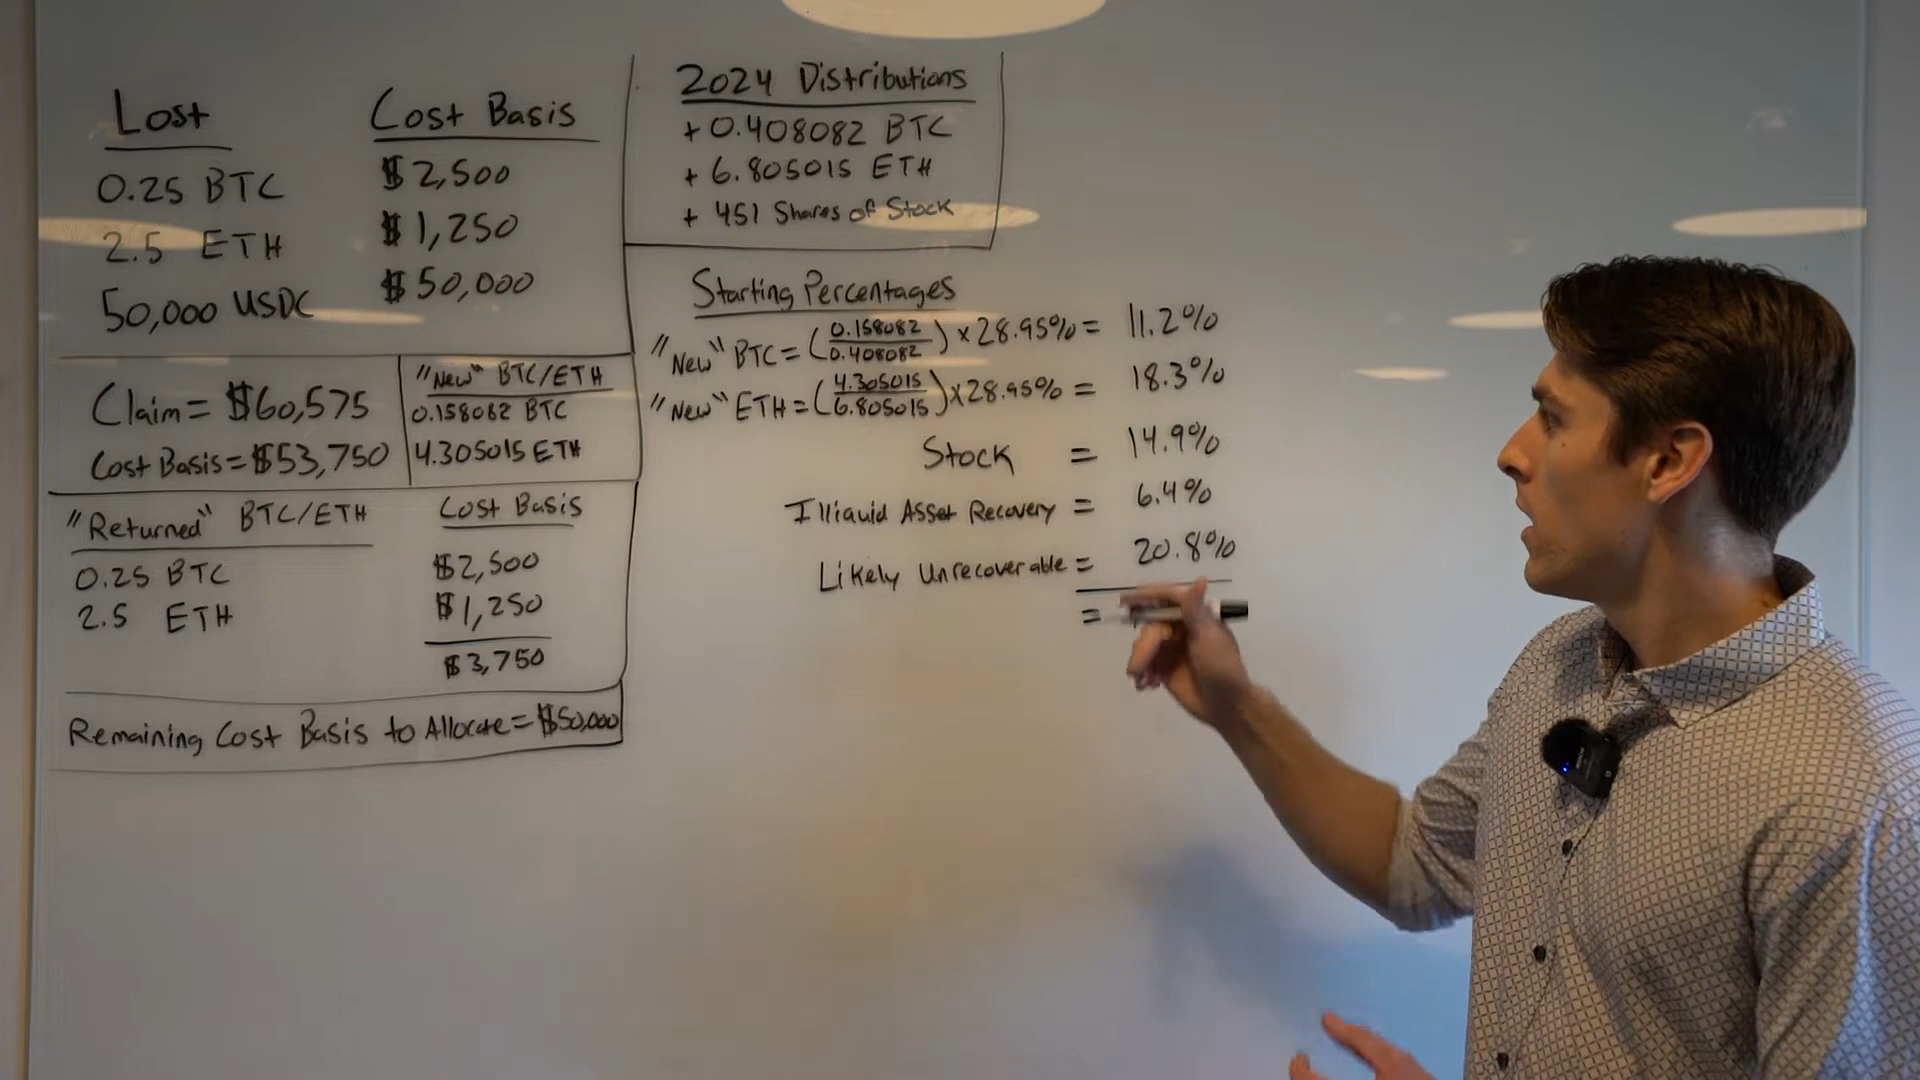 Lost Cost Basis
0.25 BTC $2,500
2.5 ETH $1,250
50,000 USDC $50,000
Claim = $60,575
Cost Basis = $53,750
"New" BTC/ETH
0.158082 BTC
4.305015 ETH
"Returned" BTC/ETH Cost Basis
0.25 BTC $2,500
2.5 ETH $1,250
$3,750
Remaining Cost Basis to Allocate = $50,000
2024 Distributions
+ 0.408082 BTC
+ 6.805015 ETH
+ 451 Shares of Stock
Starting Percentages
"New" BTC = (0.158082/0.408082) × 28.95% = 11.2%
"New" ETH = (4.305015/6.805015) × 28.95% = 18.3%
Stock = 14.9%
Illiquid Asset Recovery = 6.4%
Likely Unrecoverable = 20.8%
=